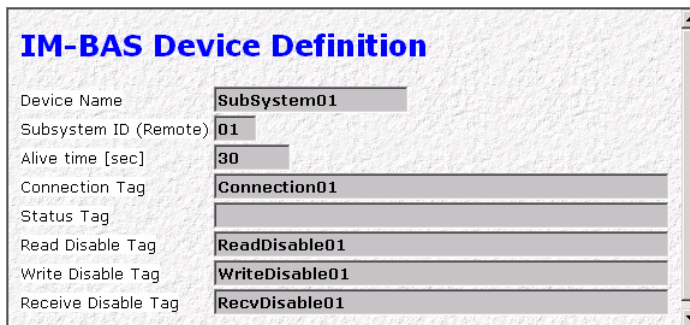 IM-BAS Device Definition
Device Name SubSystem01
Subsystem ID (Remote) 01
Alive time [sec] 30
Connection Tag Connection01
Status Tag
Read Disable Tag ReadDisable01
Write Disable Tag WriteDisable01
Receive Disable Tag RecvDisable01